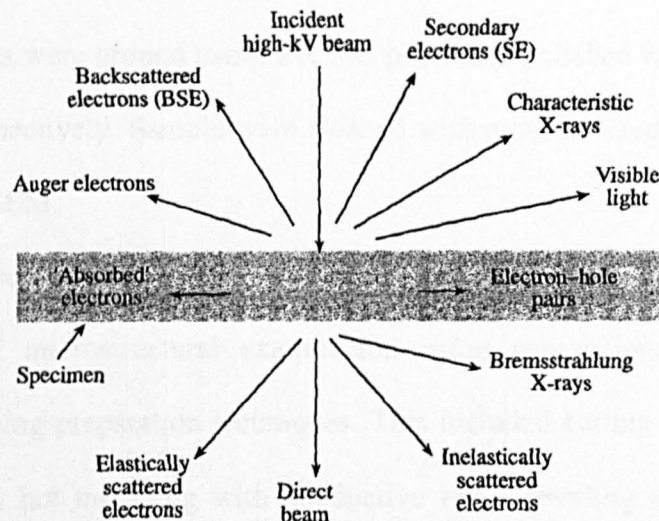 Incident
high-kV beam
Secondary
electrons (SE)
Backscattered
electrons (BSE)
Characteristic
X-rays
Auger electrons
Visible
light
'Absorbed'
electrons
Electron–hole
pairs
Specimen
Bremsstrahlung
X-rays
Elastically
scattered
electrons
Direct
beam
Inelastically
scattered
electrons